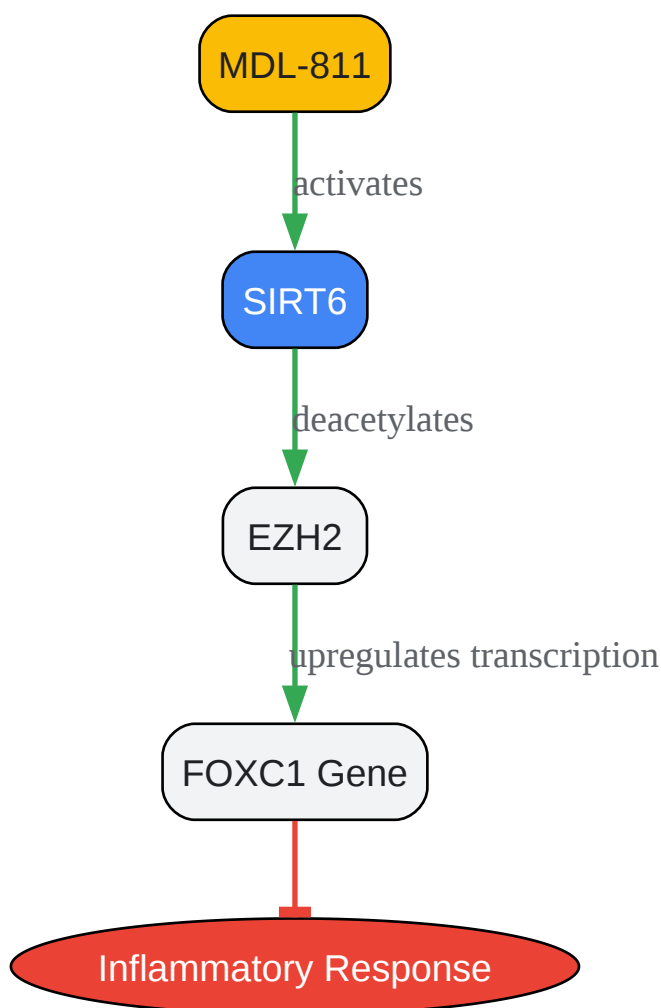 MDL-811
activates
SIRT6
deacetylates
EZH2
upregulates transcription
FOXC1 Gene
Inflammatory Response